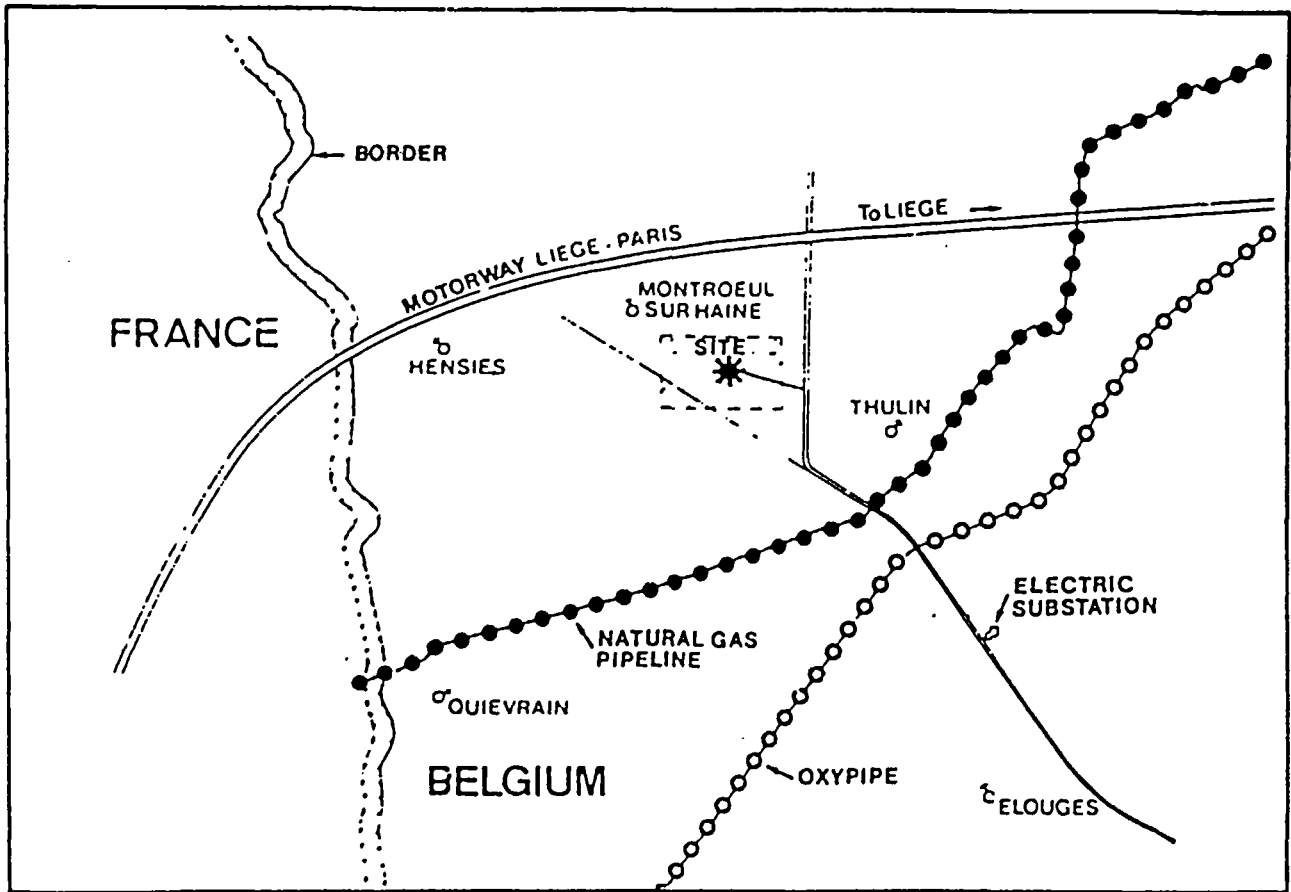 BORDER
To LIEGE
MOTORWAY LIEGE - PARIS
MONTROEUL
SUR HAINE
FRANCE
SITE
HENSIES
THULIN
ELECTRIC
SUBSTATION
NATURAL GAS
PIPELINE
QUIEVRAIN
BELGIUM
OXYPIPE
ELOUGES